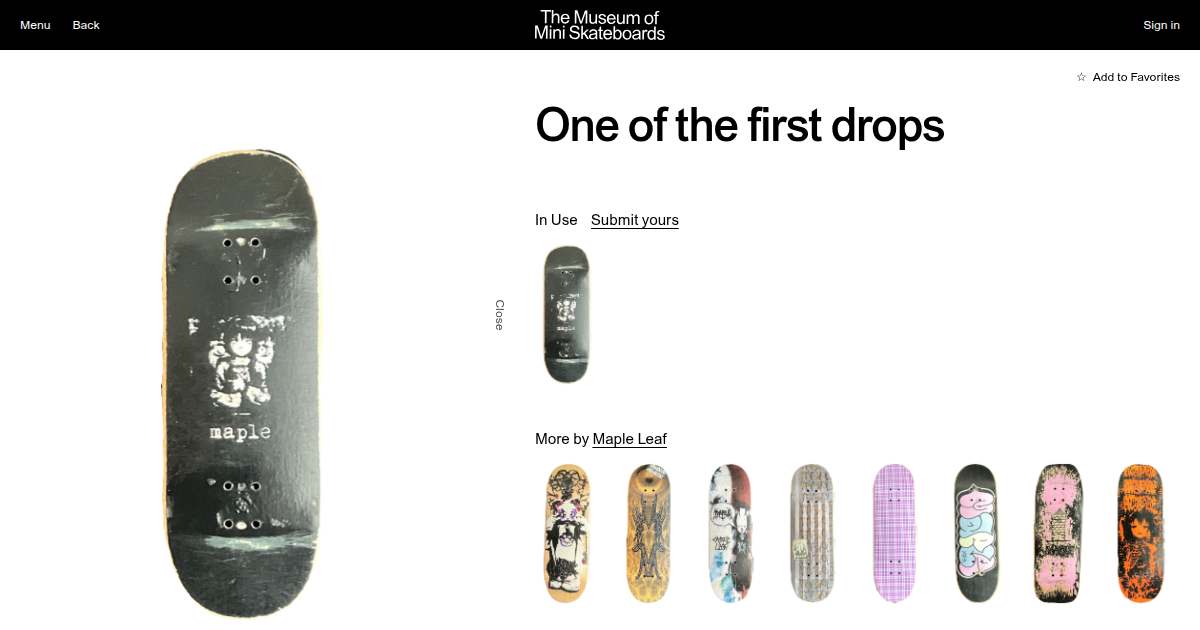 Menu
Back
The Museum of
Mini Skateboards
Sign in
☆ Add to Favorites
One of the first drops
In Use Submit yours
maple
Close
maple
More by Maple Leaf